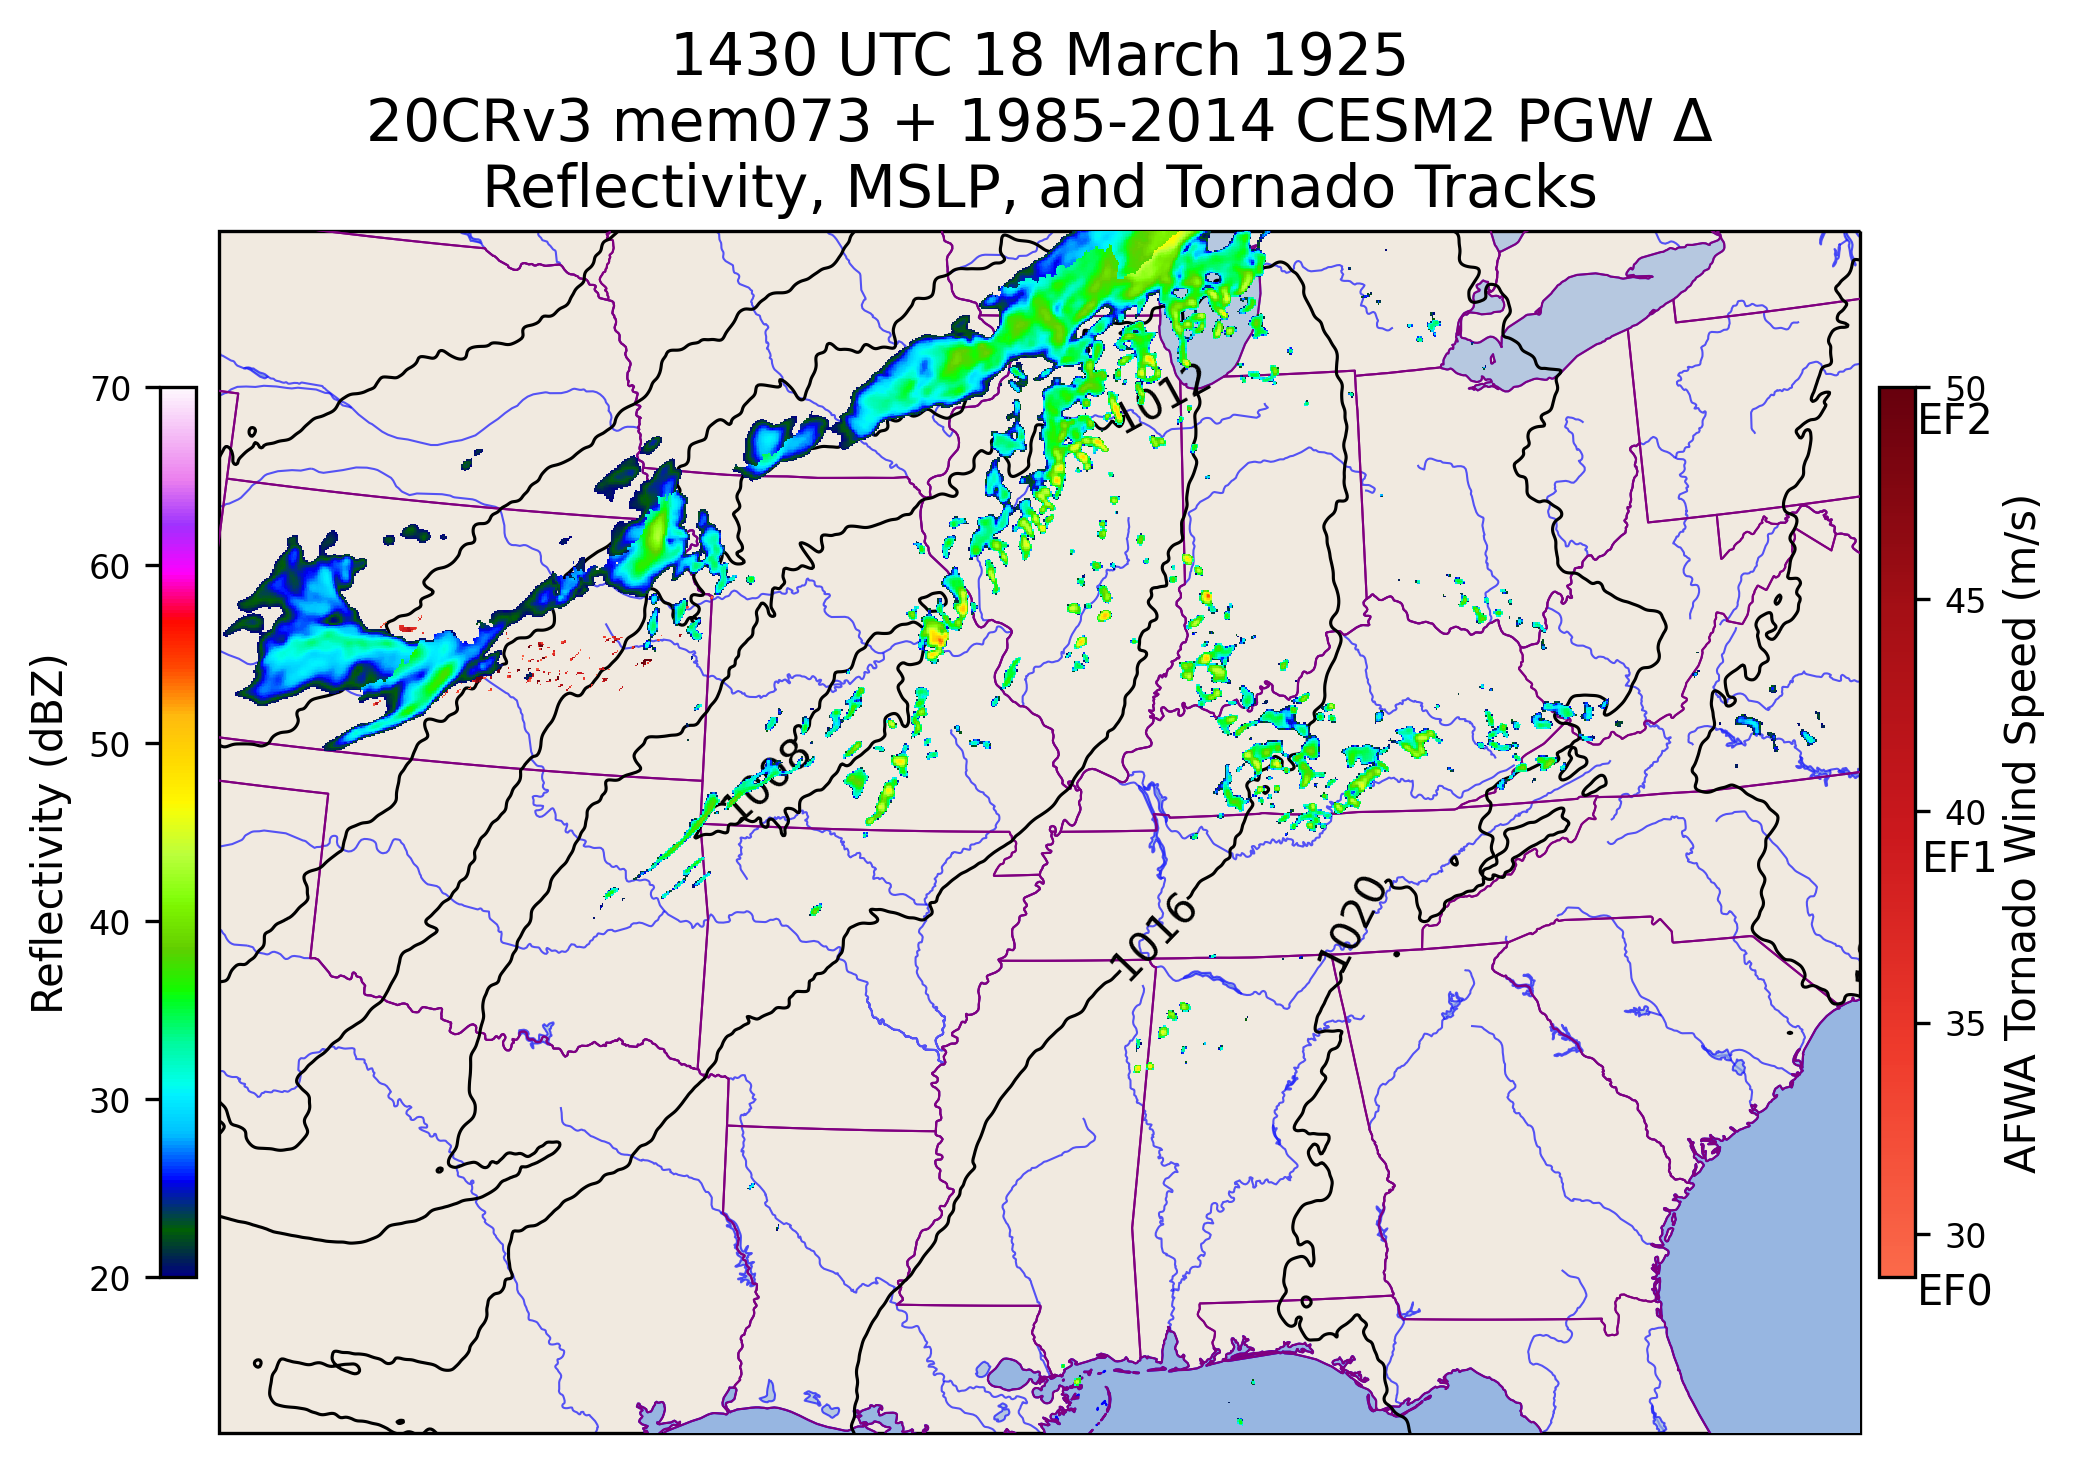 1430 UTC 18 March 1925
20CRv3 mem073 + 1985-2014 CESM2 PGW Δ
Reflectivity, MSLP, and Tornado Tracks
70
60
50
40
30
20
Reflectivity (dBZ)
1012
1008
1016
1020
50
EF2
45
40
EF1
35
30
EF0
AFWA Tornado Wind Speed (m/s)